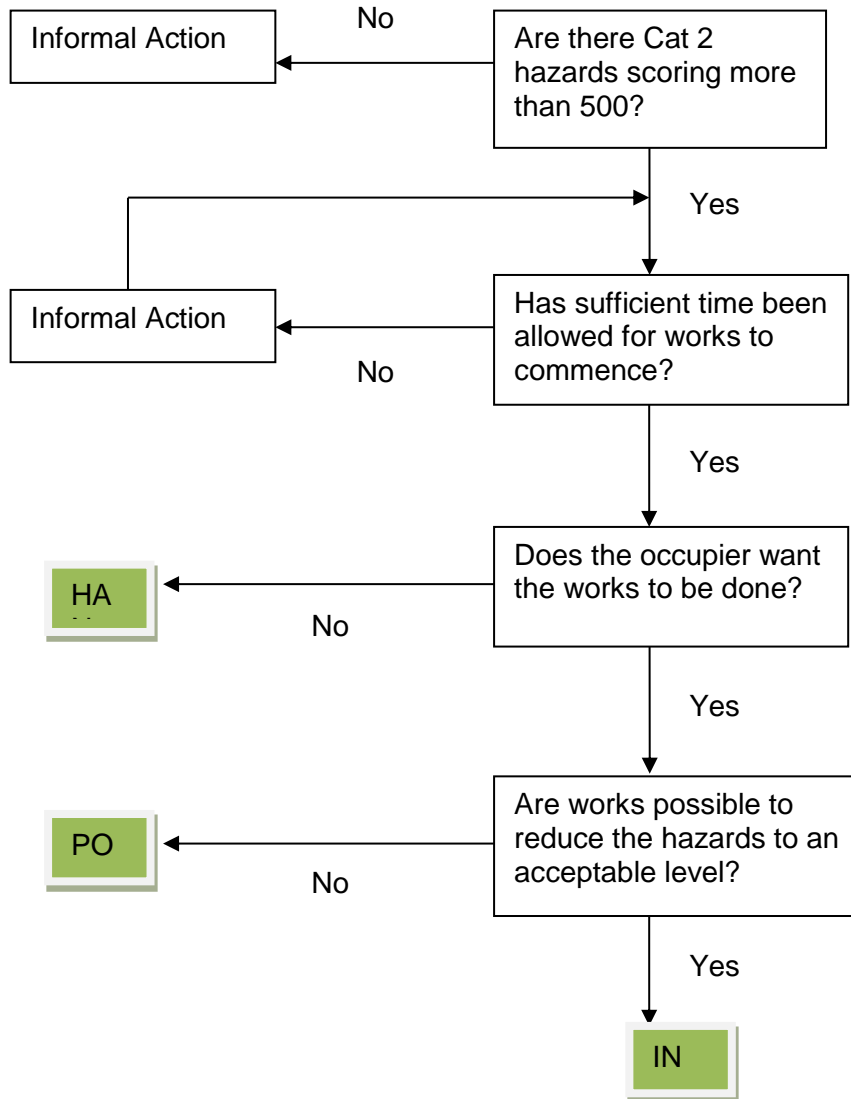 No
Informal Action
Are there Cat 2
hazards scoring more
than 500?
Yes
Informal Action
Has sufficient time been
allowed for works to
commence?
No
Yes
HA
Does the occupier want
the works to be done?
No
Yes
PO
Are works possible to
reduce the hazards to an
acceptable level?
No
Yes
IN